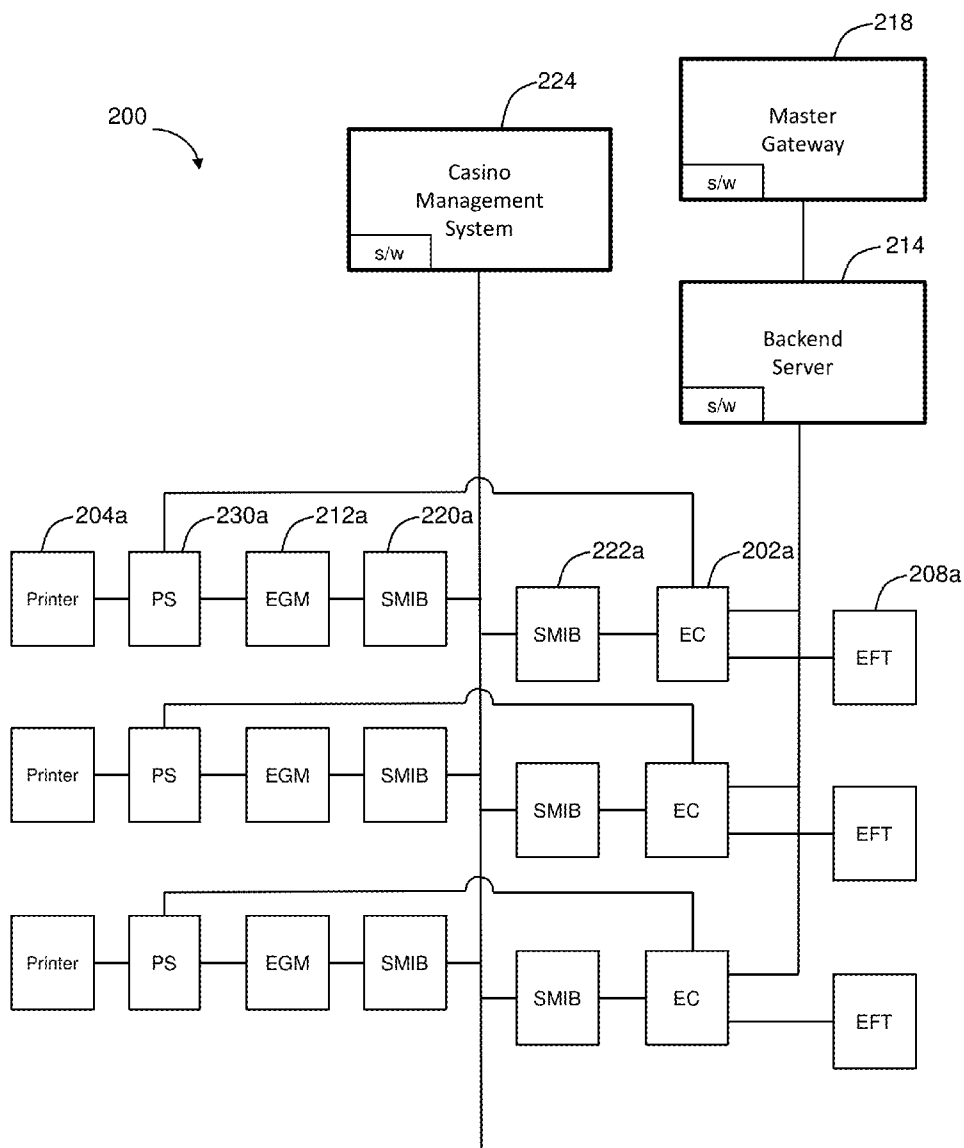 218
224
200
Master
Gateway
s/w
Casino
Management
System
s/w
214
Backend
Server
s/w
204a
230a
212a
220a
222a
202a
208a
Printer
PS
EGM
SMIB
SMIB
EC
EFT
Printer
PS
EGM
SMIB
SMIB
EC
EFT
Printer
PS
EGM
SMIB
SMIB
EC
EFT